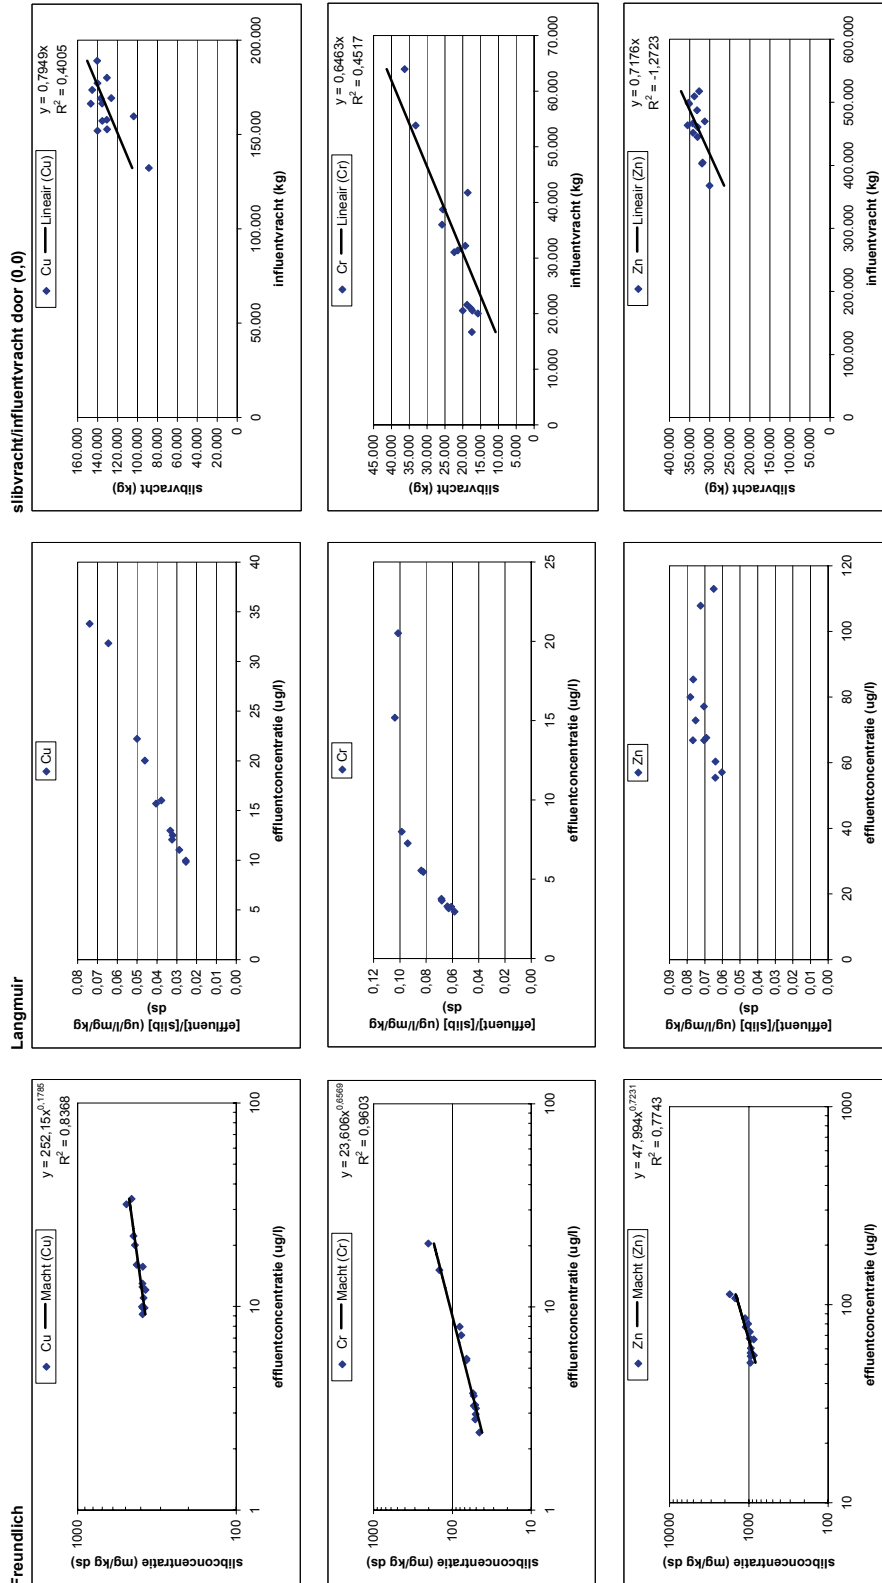 Freundlich
Langmuir
slibvracht/influentvracht door (0,0)
Cu
Macht (Cu)
y = 252,15x^0,1785
R² = 0,8368
slibconcentratie (mg/kg ds)
1000
100
1
10
100
effluentconcentratie (ug/l)
Cu
[effluent]/[slib] (ug/l/mg/kg
ds)
0,08
0,07
0,06
0,05
0,04
0,03
0,02
0,01
0,00
0
5
10
15
20
25
30
35
40
effluentconcentratie (ug/l)
Cu
Lineair (Cu)
y = 0,7949x
R² = 0,4005
slibvracht (kg)
160.000
140.000
120.000
100.000
80.000
60.000
40.000
20.000
0
0
50.000
100.000
150.000
200.000
influentvracht (kg)
Cr
Macht (Cr)
y = 23,606x^0,6569
R² = 0,9603
slibconcentratie (mg/kg ds)
1000
100
10
1
10
100
effluentconcentratie (ug/l)
Cr
[effluent]/[slib] (ug/l/mg/kg
ds)
0,12
0,10
0,08
0,06
0,04
0,02
0,00
0
5
10
15
20
25
effluentconcentratie (ug/l)
Cr
Lineair (Cr)
y = 0,6463x
R² = 0,4517
slibvracht (kg)
45.000
40.000
35.000
30.000
25.000
20.000
15.000
10.000
5.000
0
0
10.000
20.000
30.000
40.000
50.000
60.000
70.000
influentvracht (kg)
Zn
Macht (Zn)
y = 47,994x^0,7231
R² = 0,7743
slibconcentratie (mg/kg ds)
10000
1000
100
10
100
1000
effluentconcentratie (ug/l)
Zn
[effluent]/[slib] (ug/l/mg/kg
ds)
0,09
0,08
0,07
0,06
0,05
0,04
0,03
0,02
0,01
0,00
0
20
40
60
80
100
120
effluentconcentratie (ug/l)
Zn
Lineair (Zn)
y = 0,7176x
R² = -1,2723
slibvracht (kg)
400.000
350.000
300.000
250.000
200.000
150.000
100.000
50.000
0
0
100.000
200.000
300.000
400.000
500.000
600.000
influentvracht (kg)